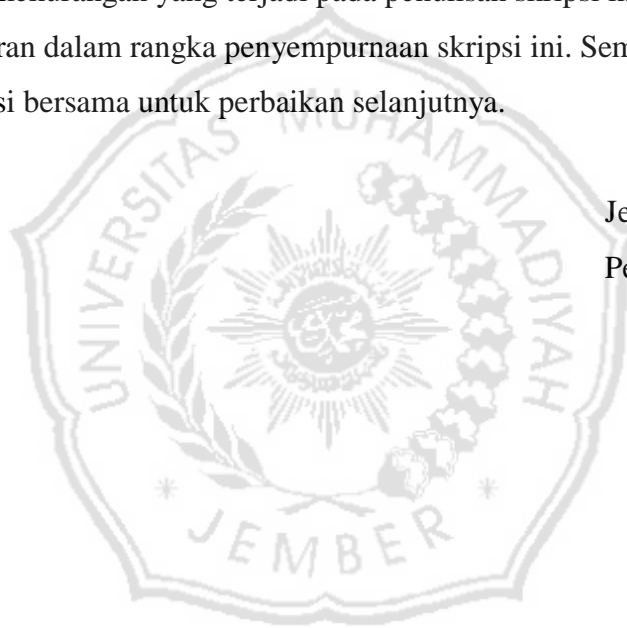 yang terjadi pada penulisan skripsi
ran dalam rangka penyempurnaan skripsi ini. Sem
si bersama untuk perbaikan selanjutnya.
UNIVERSITAS MUHAMMADIYAH
Je
Pe
* JEMBER *